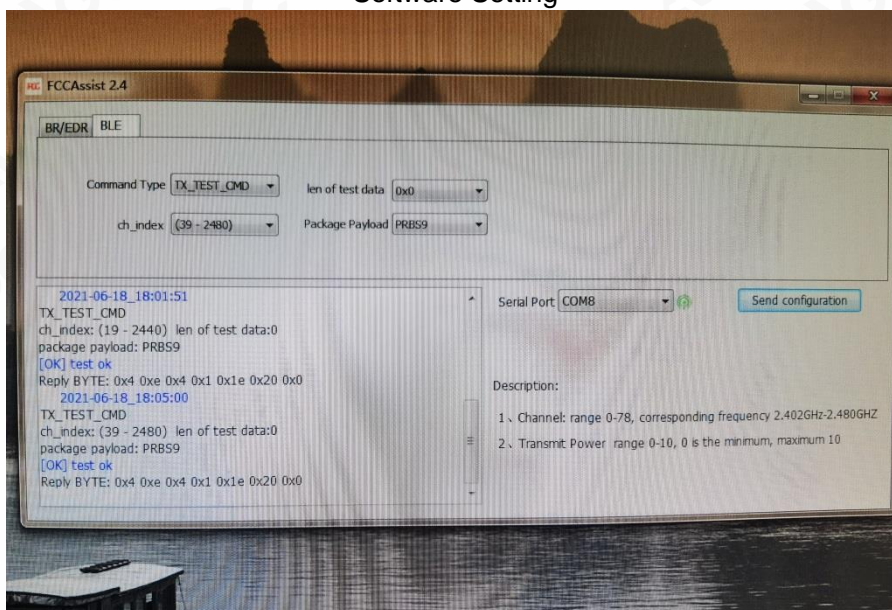 Software Setting
FCC FCCAssist 2.4
BR/EDR BLE
Command Type TX_TEST_CMD len of test data 0x0
ch_index (39 - 2480) Package Payload PRBS9
2021-06-18_18:01:51
TX_TEST_CMD
ch_index: (19 - 2440) len of test data:0
package payload: PRBS9
[OK] test ok
Reply BYTE: 0x4 0xe 0x4 0x1 0x1e 0x20 0x0
2021-06-18_18:05:00
TX_TEST_CMD
ch_index: (39 - 2480) len of test data:0
package payload: PRBS9
[OK] test ok
Reply BYTE: 0x4 0xe 0x4 0x1 0x1e 0x20 0x0
Serial Port COM8 Send configuration
Description:
1、Channel: range 0-78, corresponding frequency 2.402GHz-2.480GHZ
2、Transmit Power range 0-10, 0 is the minimum, maximum 10